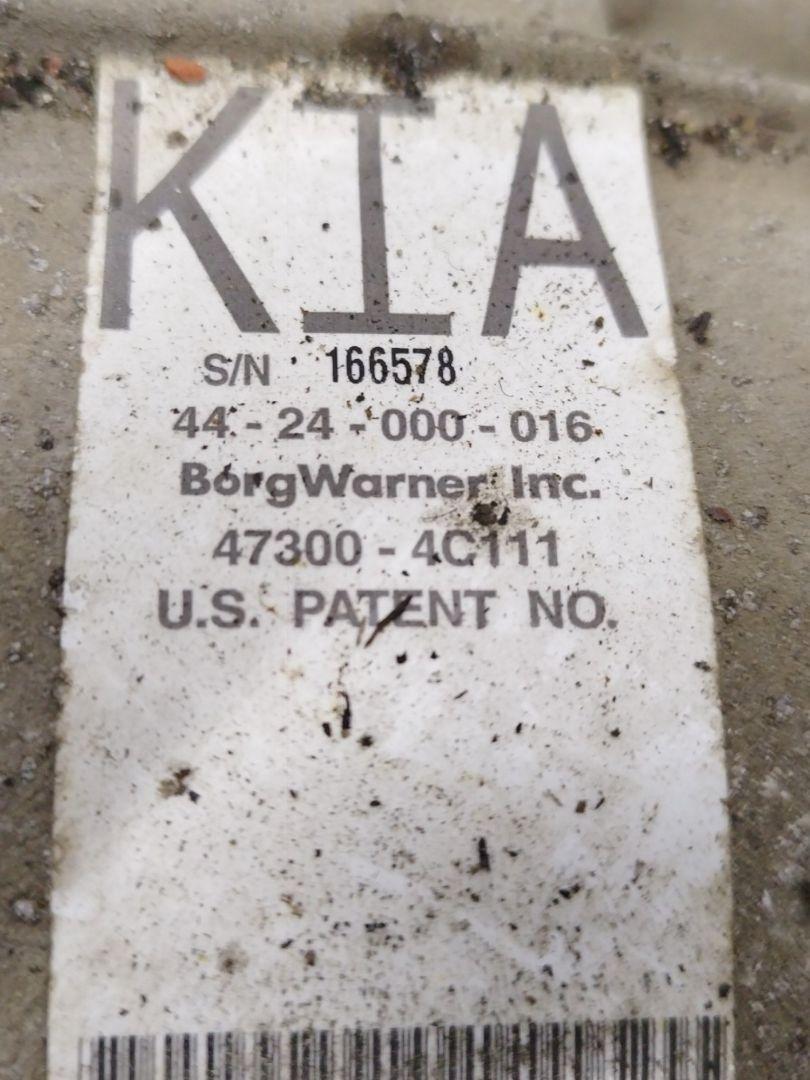 KIA
S/N 166578
44 - 24 - 000 - 016
BorgWarner Inc.
47300 - 4C111
U.S. PATENT NO.